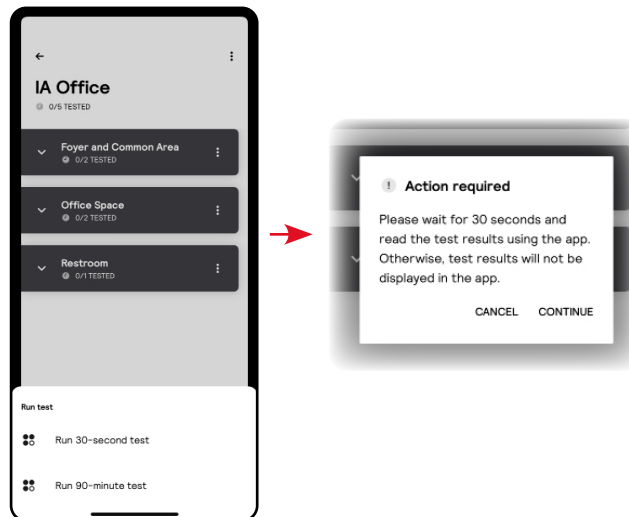 IA Office
0/5 TESTED
Foyer and Common Area
0/2 TESTED
Office Space
0/2 TESTED
Restroom
0/1 TESTED
Run test
Run 30-second test
Run 90-minute test
Action required
Please wait for 30 seconds and
read the test results using the app.
Otherwise, test results will not be
displayed in the app.
CANCEL CONTINUE